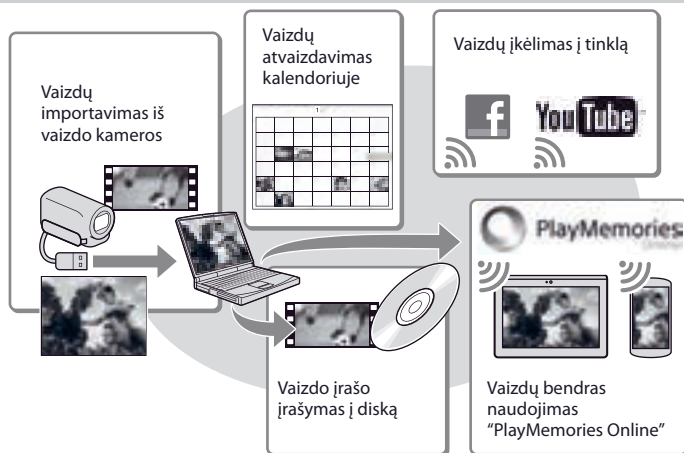 Vaizdų
importavimas iš
vaizdo kameros
Vaizdų
atvaizdavimas
kalendoriuje
1
Vaizdų įkėlimas į tinklą
f
You Tube
PlayMemories
Vaizdo įrašo
įrašymas į diską
Vaizdų bendras
naudojimas
“PlayMemories Online”